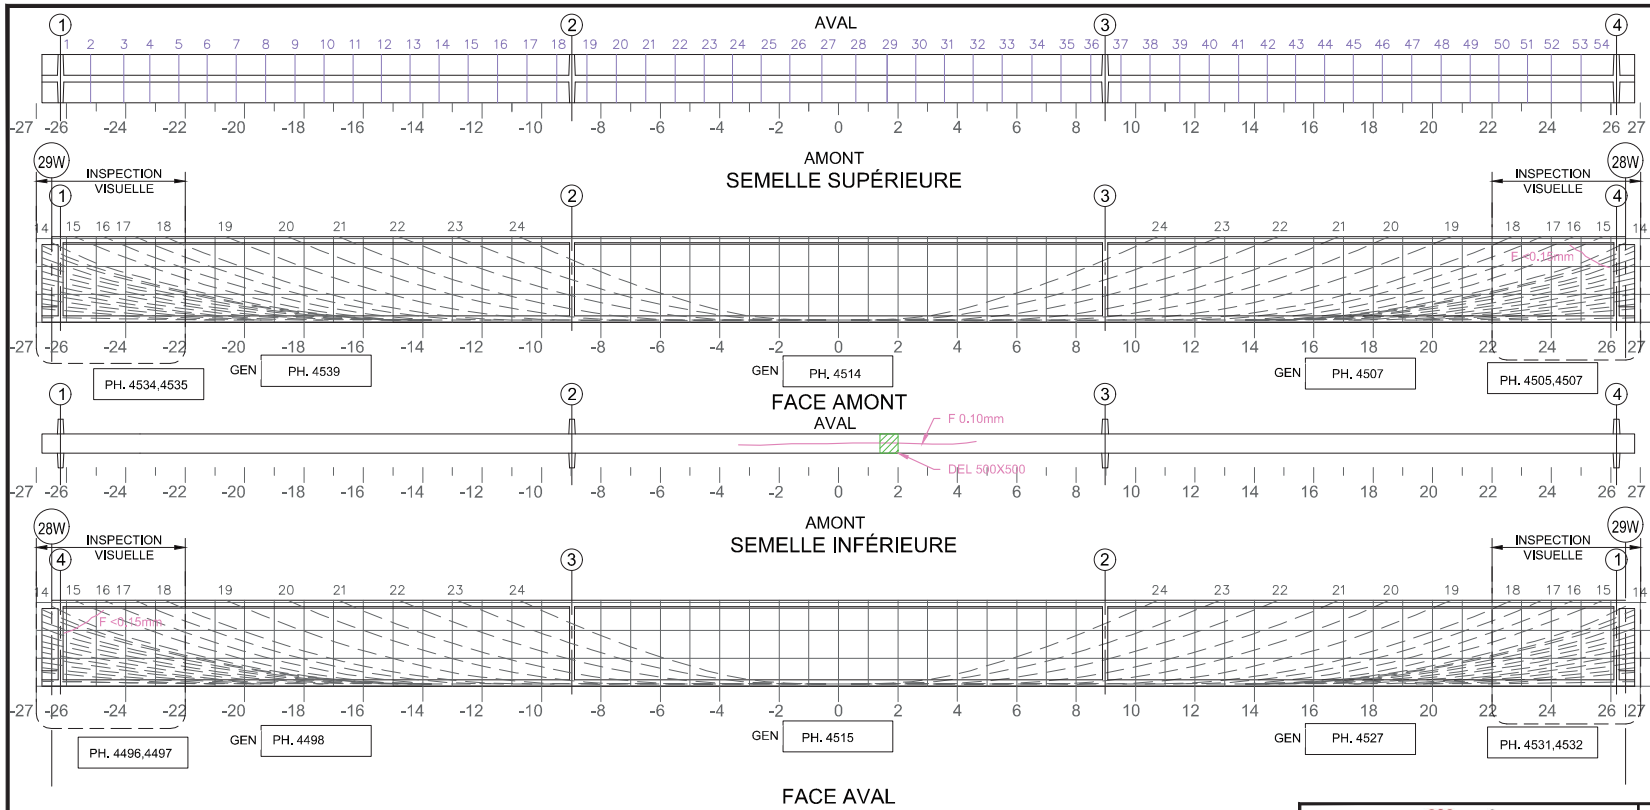 1 2 3 4
AVAL
1 2 3 4 5 6 7 8 9 10 11 12 13 14 15 16 17 18 19 20 21 22 23 24 25 26 27 28 29 30 31 32 33 34 35 36 37 38 39 40 41 42 43 44 45 46 47 48 49 50 51 52 53 54
-27 -26 -24 -22 -20 -18 -16 -14 -12 -10 -8 -6 -4 -2 0 2 4 6 8 10 12 14 16 18 20 22 24 26 27
AMONT
SEMELLE SUPÉRIEURE
29W 28W
INSPECTION VISUELLE
INSPECTION VISUELLE
1 2 3 4
14 15 16 17 18 19 20 21 22 23 24 24 23 22 21 20 19 18 17 16 15 14
F <0.15mm
-27 -26 -24 -22 -20 -18 -16 -14 -12 -10 -8 -6 -4 -2 0 2 4 6 8 10 12 14 16 18 20 22 24 26 27
PH. 4534,4535
GEN PH. 4539
GEN PH. 4514
GEN PH. 4507
PH. 4505,4507
FACE AMONT
1 2 3 4
AVAL
F 0.10mm
DEL 500X500
-27 -26 -24 -22 -20 -18 -16 -14 -12 -10 -8 -6 -4 -2 0 2 4 6 8 10 12 14 16 18 20 22 24 26 27
AMONT
SEMELLE INFÉRIEURE
28W 29W
INSPECTION VISUELLE
INSPECTION VISUELLE
4 3 2 1
14 15 16 17 18 19 20 21 22 23 24 24 23 22 21 20 19 18 17 16 15 14
F <0.15mm
-27 -26 -24 -22 -20 -18 -16 -14 -12 -10 -8 -6 -4 -2 0 2 4 6 8 10 12 14 16 18 20 22 24 26 27
PH. 4496,4497
GEN PH. 4498
GEN PH. 4515
GEN PH. 4527
PH. 4531,4532
FACE AVAL